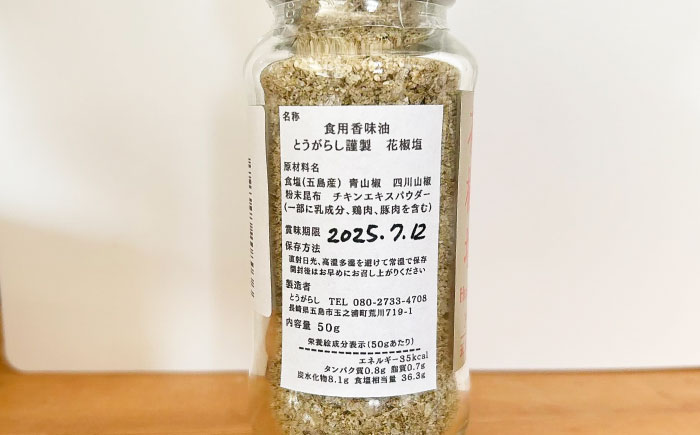 名称
食用香味油
とうがらし謹製　花椒塩
原材料名
食塩(五島産)　青山椒　四川山椒
粉末昆布　チキンエキスパウダー
(一部に乳成分、鶏肉、豚肉を含む)
賞味期限 2025.7.12
保存方法
直射日光、高温多湿を避けて常温で保存
開封後はお早めにお召し上がりください
製造者
とうがらし　TEL 080-2733-4708
長崎県五島市玉之浦町荒川719-1
内容量 50g
栄養絵成分表示(50gあたり)
エネルギー35kcal
タンパク質0.8g 脂質0.7g
炭水化物8.1g 食塩相当量 36.3g